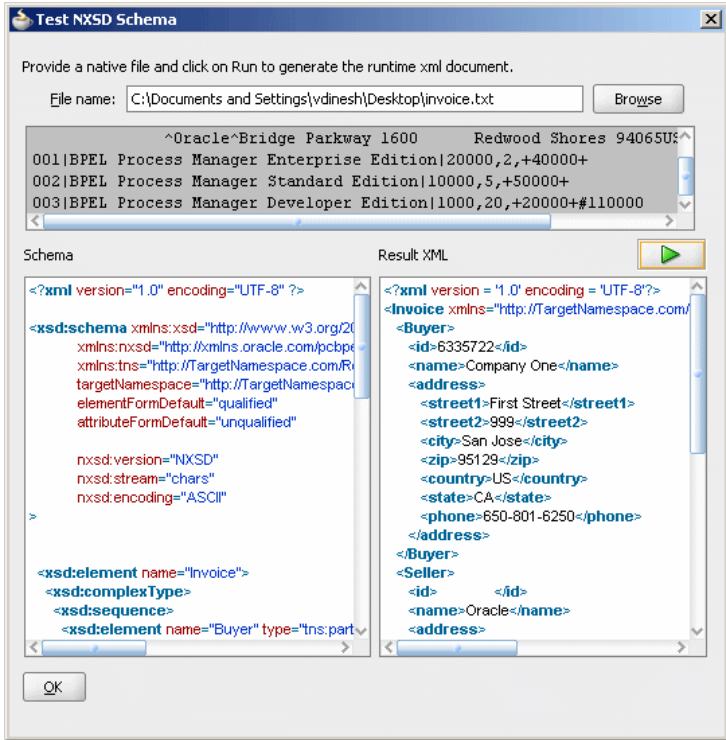 Test NXSD Schema
Provide a native file and click on Run to generate the runtime xml document.
File name: C:\Documents and Settings\vdinesh\Desktop\invoice.txt Browse
^Oracle^Bridge Parkway 1600 Redwood Shores 94065US
001|BPEL Process Manager Enterprise Edition|20000,2,+40000+
002|BPEL Process Manager Standard Edition|10000,5,+50000+
003|BPEL Process Manager Developer Edition|1000,20,+20000+#110000
Schema
<?xml version="1.0" encoding="UTF-8" ?>
<xsd:schema xmlns:xsd="http://www.w3.org/20
xmlns:nxsd="http://xmlns.oracle.com/pcbpe
xmlns:tns="http://TargetNamespace.com/R
targetNamespace="http://TargetNamespac
elementFormDefault="qualified"
attributeFormDefault="unqualified"
nxsd:version="NXSD"
nxsd:stream="chars"
nxsd:encoding="ASCII"
>
<xsd:element name="Invoice">
<xsd:complexType>
<xsd:sequence>
<xsd:element name="Buyer" type="tns:part
Result XML
<?xml version = '1.0' encoding = 'UTF-8'?>
<Invoice xmlns="http://TargetNamespace.com/
<Buyer>
<id>6335722</id>
<name>Company One</name>
<address>
<street1>First Street</street1>
<street2>999</street2>
<city>San Jose</city>
<zip>95129</zip>
<country>US</country>
<state>CA</state>
<phone>650-801-6250</phone>
</address>
</Buyer>
<Seller>
<id> </id>
<name>Oracle</name>
<address>
OK